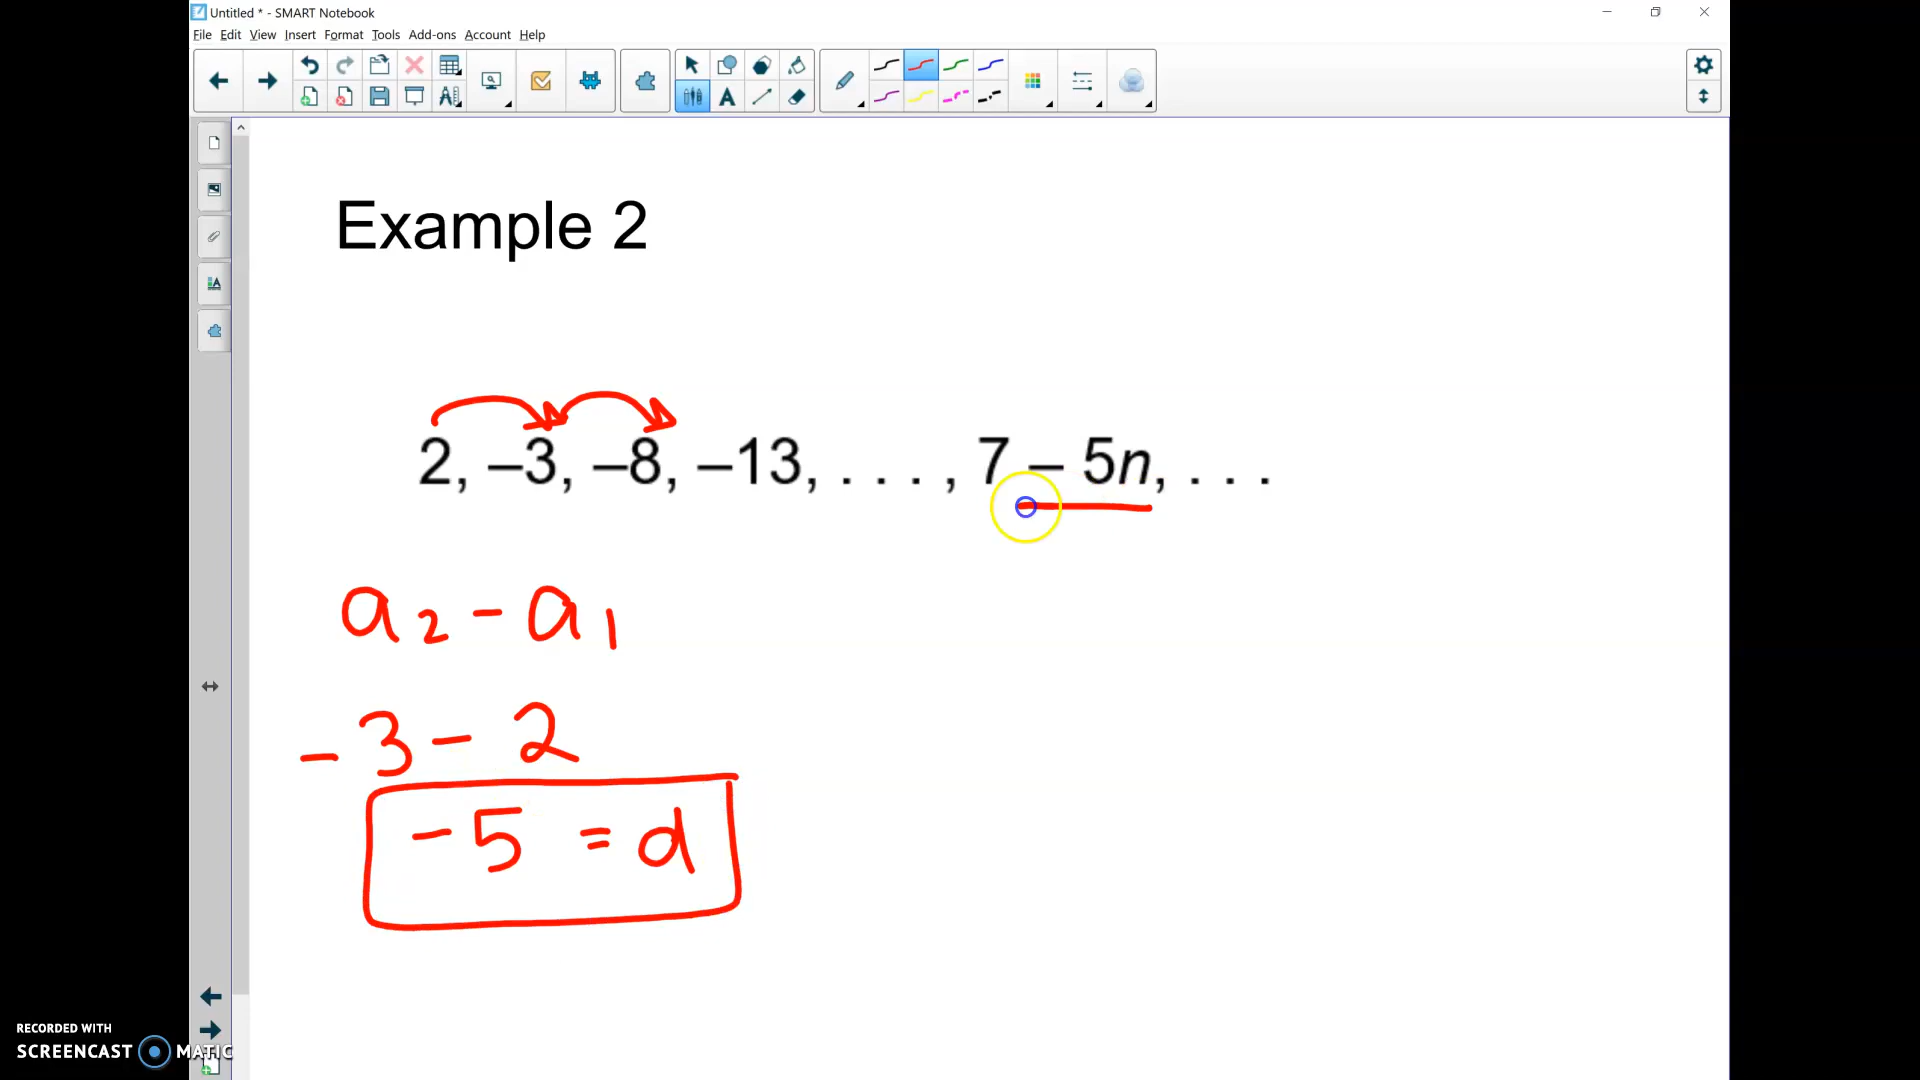 Untitled * - SMART Notebook
File Edit View Insert Format Tools Add-ons Account Help
Example 2
2, –3, –8, –13, . . . , 7 – 5n, . . .
a₂ - a₁
- 3 - 2
- 5 = d
RECORDED WITH
SCREENCAST MATIC